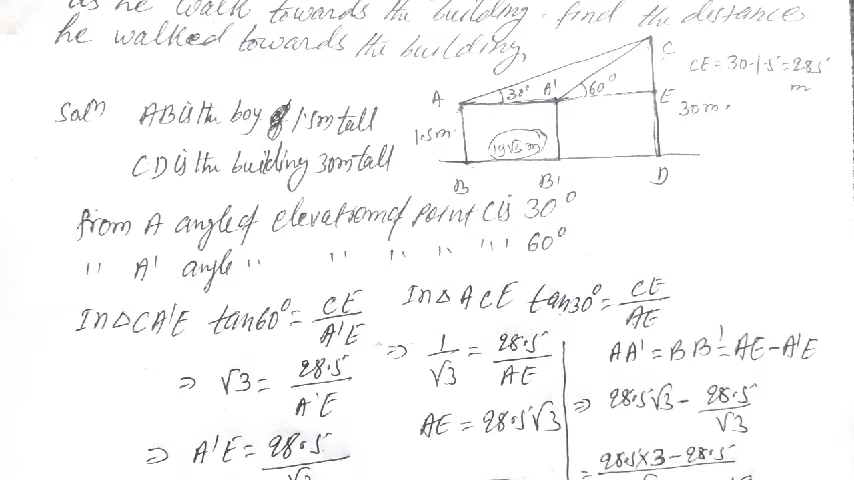 as he walk towards the building. find the distance
he walked towards the building.
Soln AB is the boy 1.5m tall
CD is the building 30m tall
A 30° A' 60° C E
CE = 30-1.5 = 28.5 m
1.5m 19√3 m 30m.
B B' D
from A angle of elevation of point C is 30°
'' A' angle '' '' '' '' ''' 60°
In △CA'E tan60° = CE/A'E
⇒ √3 = 28.5/A'E
⇒ A'E = 28.5/√3
In △ACE tan30° = CE/AE
⇒ 1/√3 = 28.5/AE
AE = 28.5√3
AA' = BB' = AE - A'E
⇒ 28.5√3 - 28.5/√3
= 28.5×3 - 28.5